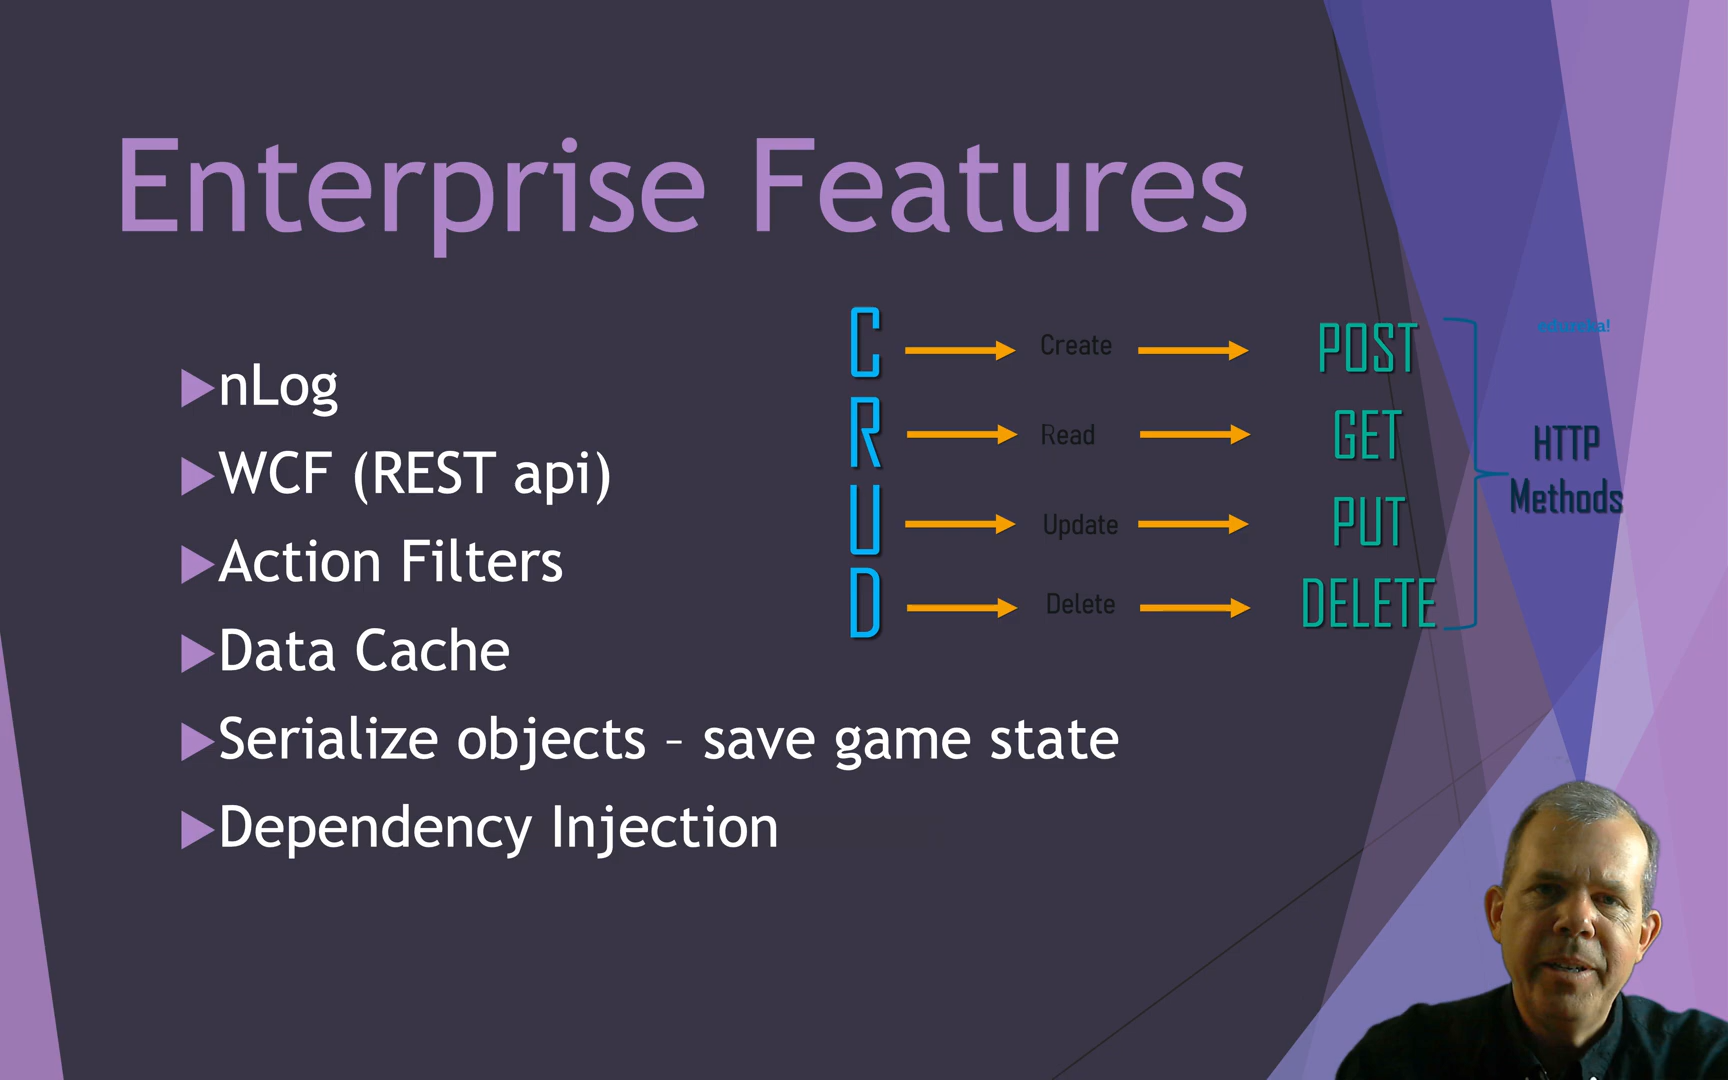 Enterprise Features
nLog
WCF (REST api)
Action Filters
Data Cache
Serialize objects – save game state
Dependency Injection
C Create POST
R Read GET
U Update PUT
D Delete DELETE
edureka!
HTTP
Methods